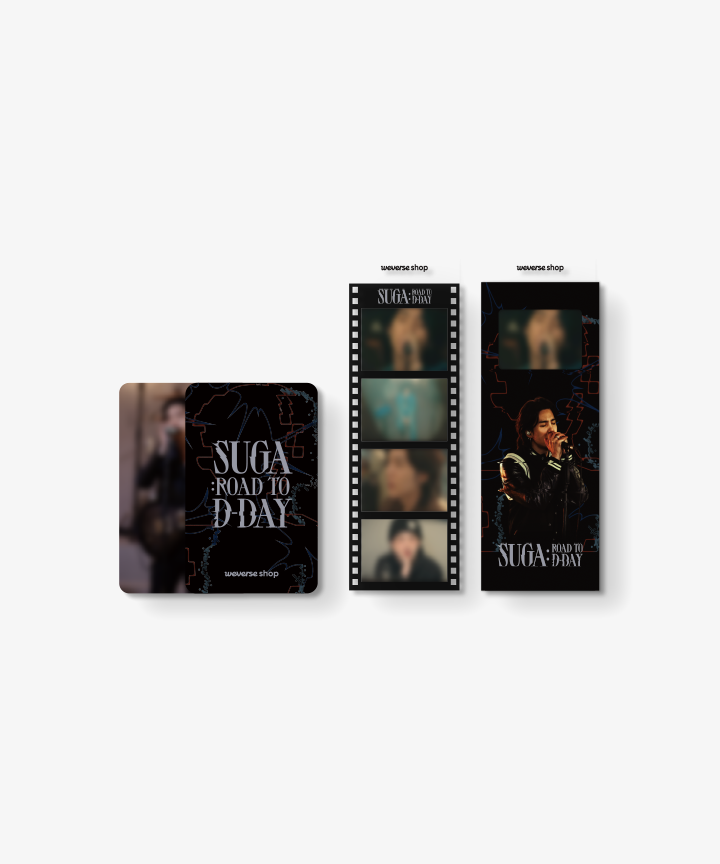 SUGA
:ROAD TO
D-DAY
weverse shop
weverse shop
SUGA: ROAD TO
D-DAY
weverse shop
SUGA: ROAD TO
D-DAY